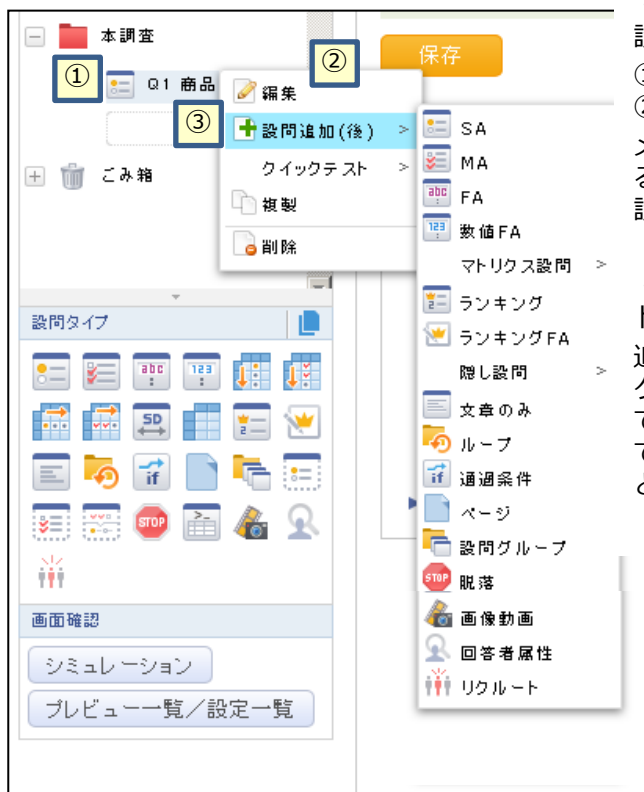 本調査
保存
①
②
Q1 商品
編集
③
設問追加(後) >
SA
クイックテスト >
MA
ごみ箱
複製
FA
数値FA
削除
マトリクス設問 >
ランキング
設問タイプ
ランキングFA
隠し設問 >
文章のみ
ループ
通過条件
ページ
設問グループ
脱落
画像動画
回答者属性
リクルート
abc
123
SD
2
if
STOP
画面確認
シミュレーション
プレビュー一覧/設定一覧